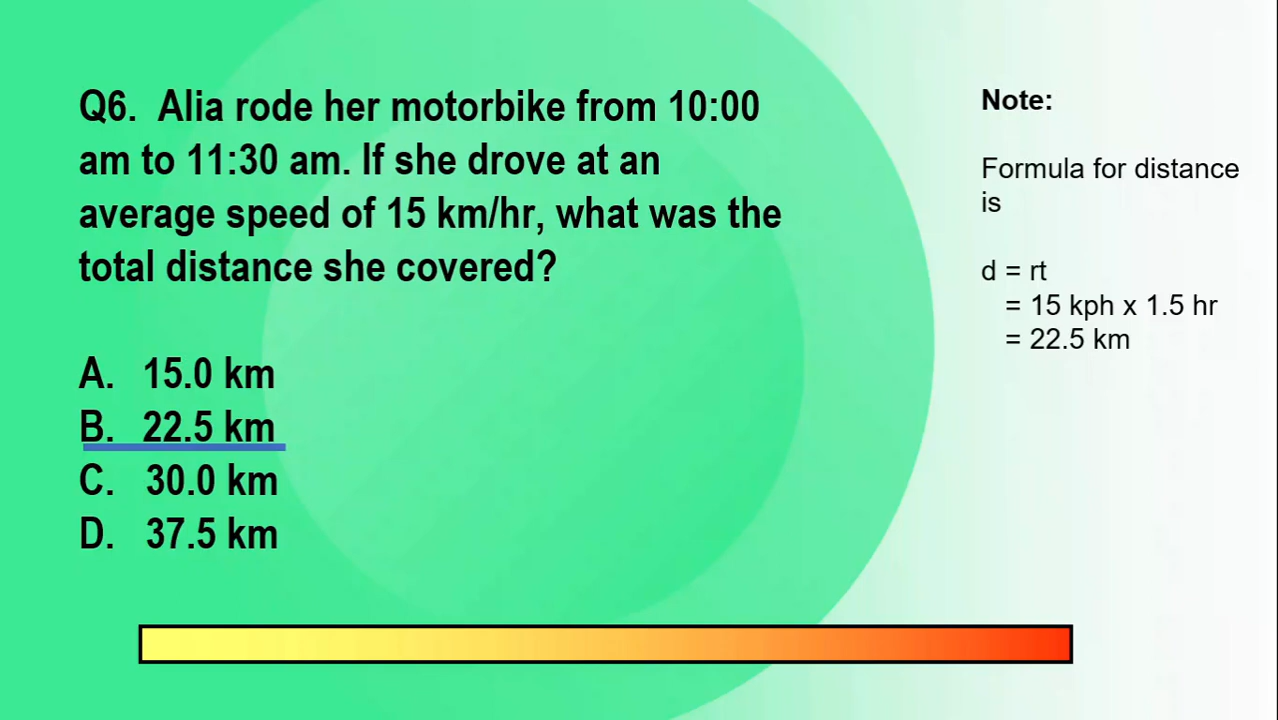 Q6. Alia rode her motorbike from 10:00
am to 11:30 am. If she drove at an
average speed of 15 km/hr, what was the
total distance she covered?
A. 15.0 km
B. 22.5 km
C. 30.0 km
D. 37.5 km
Note:
Formula for distance
is
d = rt
= 15 kph x 1.5 hr
= 22.5 km